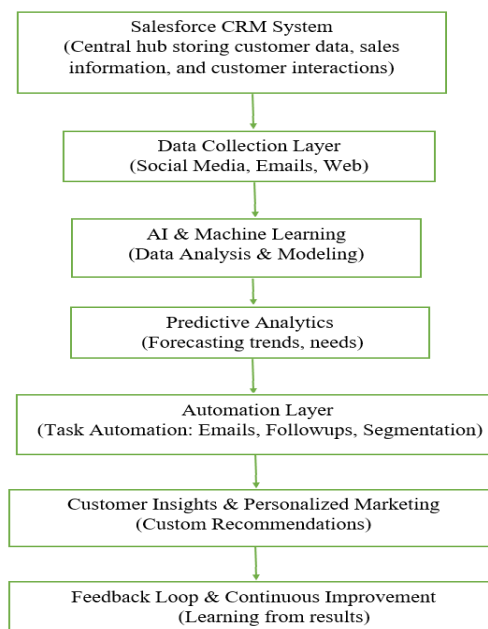 Salesforce CRM System
(Central hub storing customer data, sales
information, and customer interactions)
Data Collection Layer
(Social Media, Emails, Web)
AI & Machine Learning
(Data Analysis & Modeling)
Predictive Analytics
(Forecasting trends, needs)
Automation Layer
(Task Automation: Emails, Followups, Segmentation)
Customer Insights & Personalized Marketing
(Custom Recommendations)
Feedback Loop & Continuous Improvement
(Learning from results)